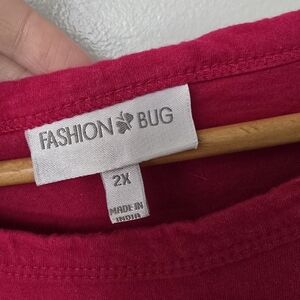 FASHION BUG
2X
MADE IN
INDIA